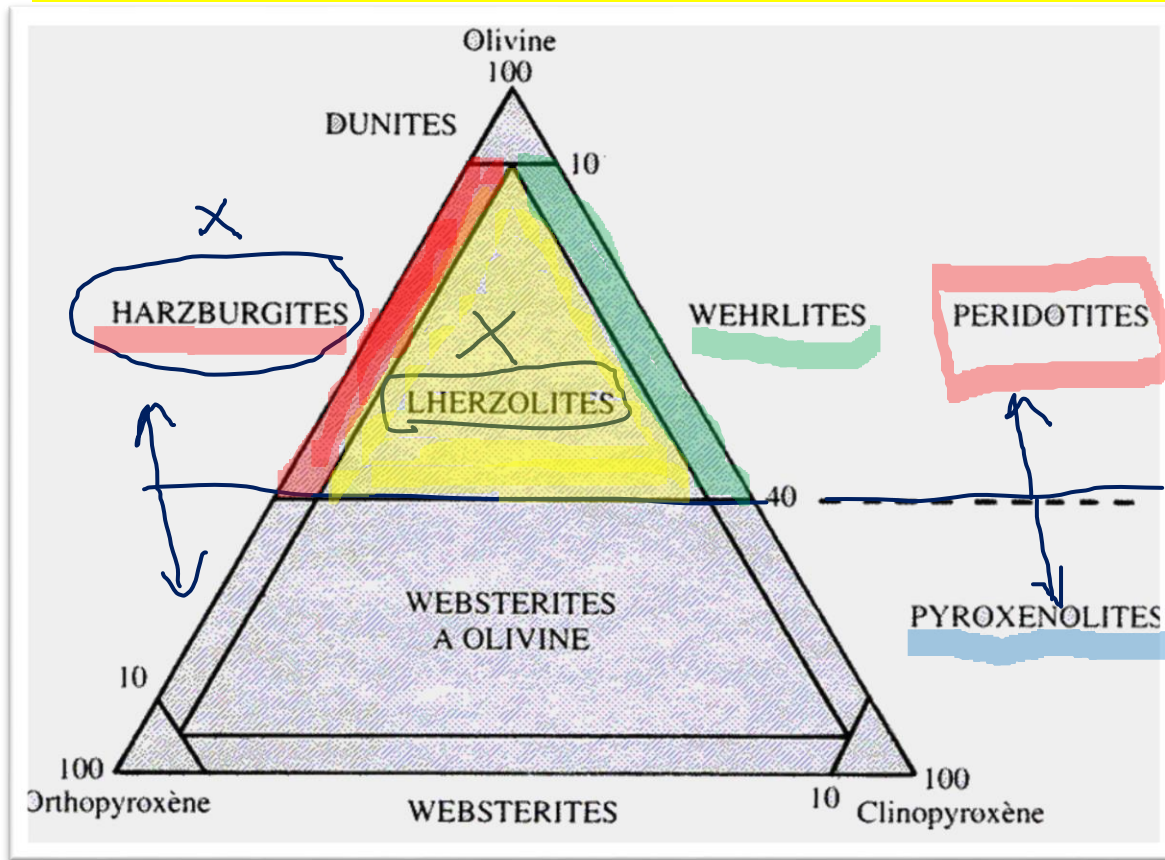 Olivine
100
DUNITES
10
X
HARZBURGITES
WEHRLITES
PERIDOTITES
X
LHERZOLITES
40
WEBSTERITES
A OLIVINE
PYROXENOLITES
10
100
Orthopyroxène
WEBSTERITES
10
100
Clinopyroxène